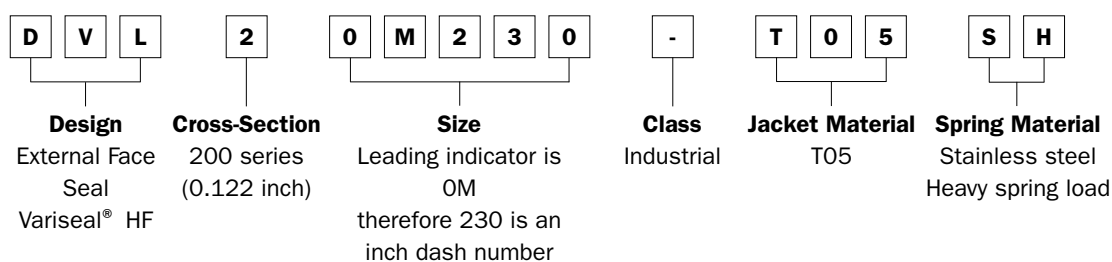 D V L 2 0 M 2 3 0 - T 0 5 S H
Design Cross-Section Size Class Jacket Material Spring Material
External Face 200 series Leading indicator is Industrial T05 Stainless steel
Seal (0.122 inch) 0M Heavy spring load
Variseal® HF therefore 230 is an
inch dash number